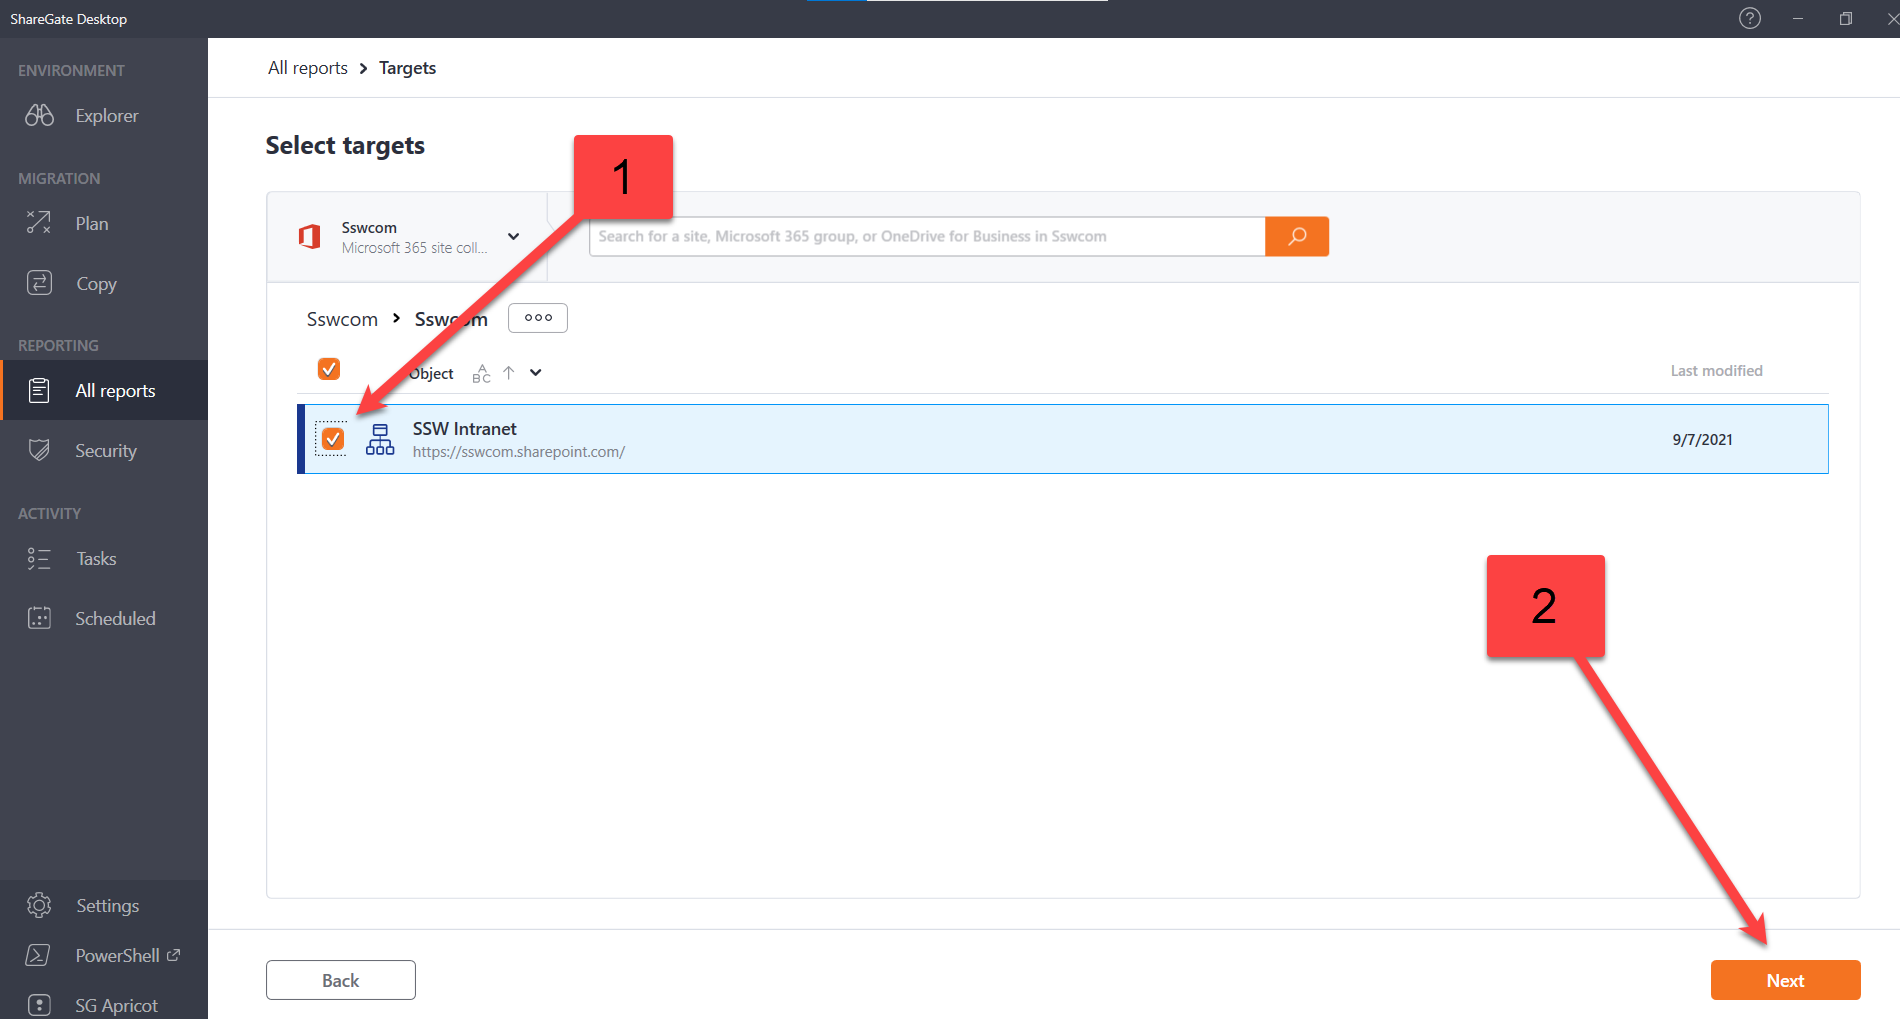 ShareGate Desktop
ENVIRONMENT
Explorer
MIGRATION
Plan
Copy
REPORTING
All reports
Security
ACTIVITY
Tasks
Scheduled
Settings
PowerShell
SG Apricot
All reports > Targets
Select targets
1
Sswcom
Microsoft 365 site coll...
Search for a site, Microsoft 365 group, or OneDrive for Business in Sswcom
Sswcom > Sswcom
Object
ABC
Last modified
SSW Intranet
https://sswcom.sharepoint.com/
9/7/2021
2
Back
Next